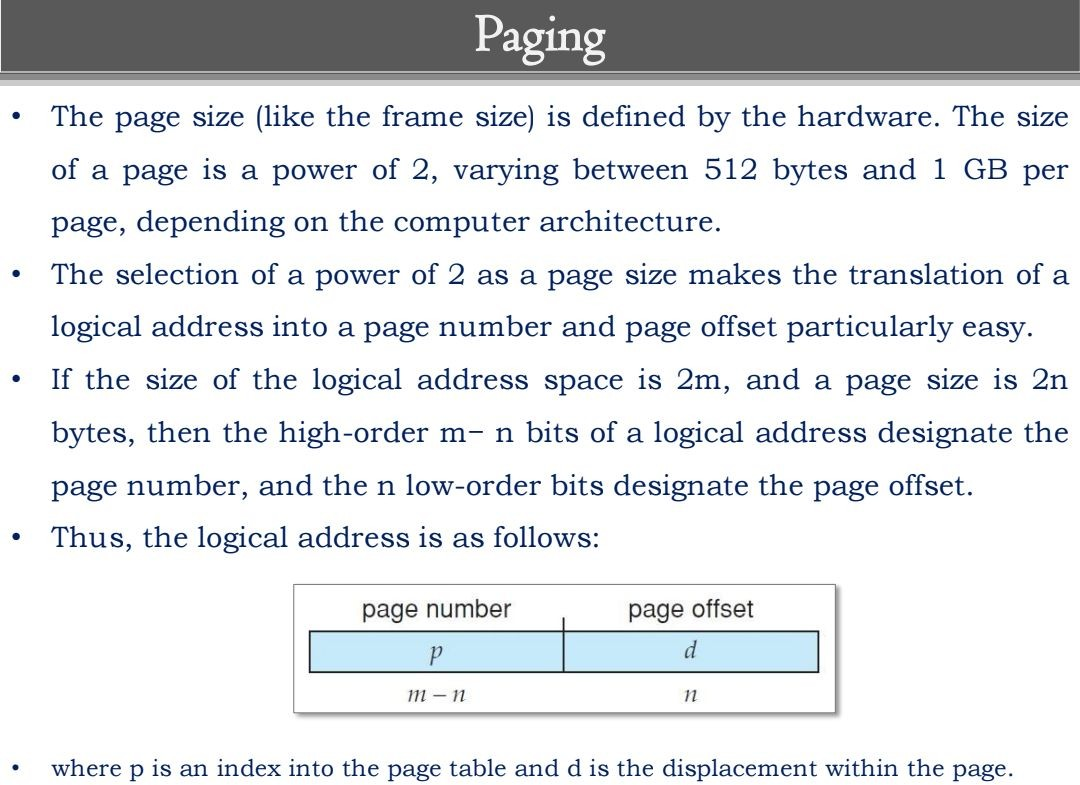 Paging
• The page size (like the frame size) is defined by the hardware. The size
of a page is a power of 2, varying between 512 bytes and 1 GB per
page, depending on the computer architecture.
• The selection of a power of 2 as a page size makes the translation of a
logical address into a page number and page offset particularly easy.
• If the size of the logical address space is 2m, and a page size is 2n
bytes, then the high-order m− n bits of a logical address designate the
page number, and the n low-order bits designate the page offset.
• Thus, the logical address is as follows:
page number page offset
p d
m – n n
• where p is an index into the page table and d is the displacement within the page.